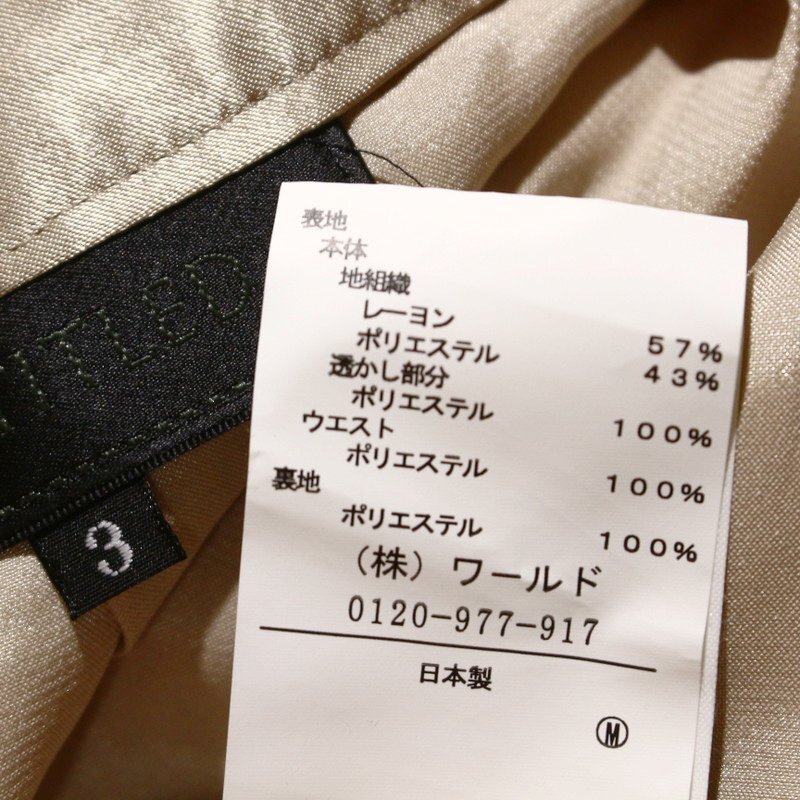 NTITLED
3
表地
本体
地組織
レーヨン 57%
ポリエステル 43%
透かし部分
ポリエステル 100%
ウエスト
ポリエステル 100%
裏地
ポリエステル 100%
(株) ワールド
0120-977-917
日本製
M